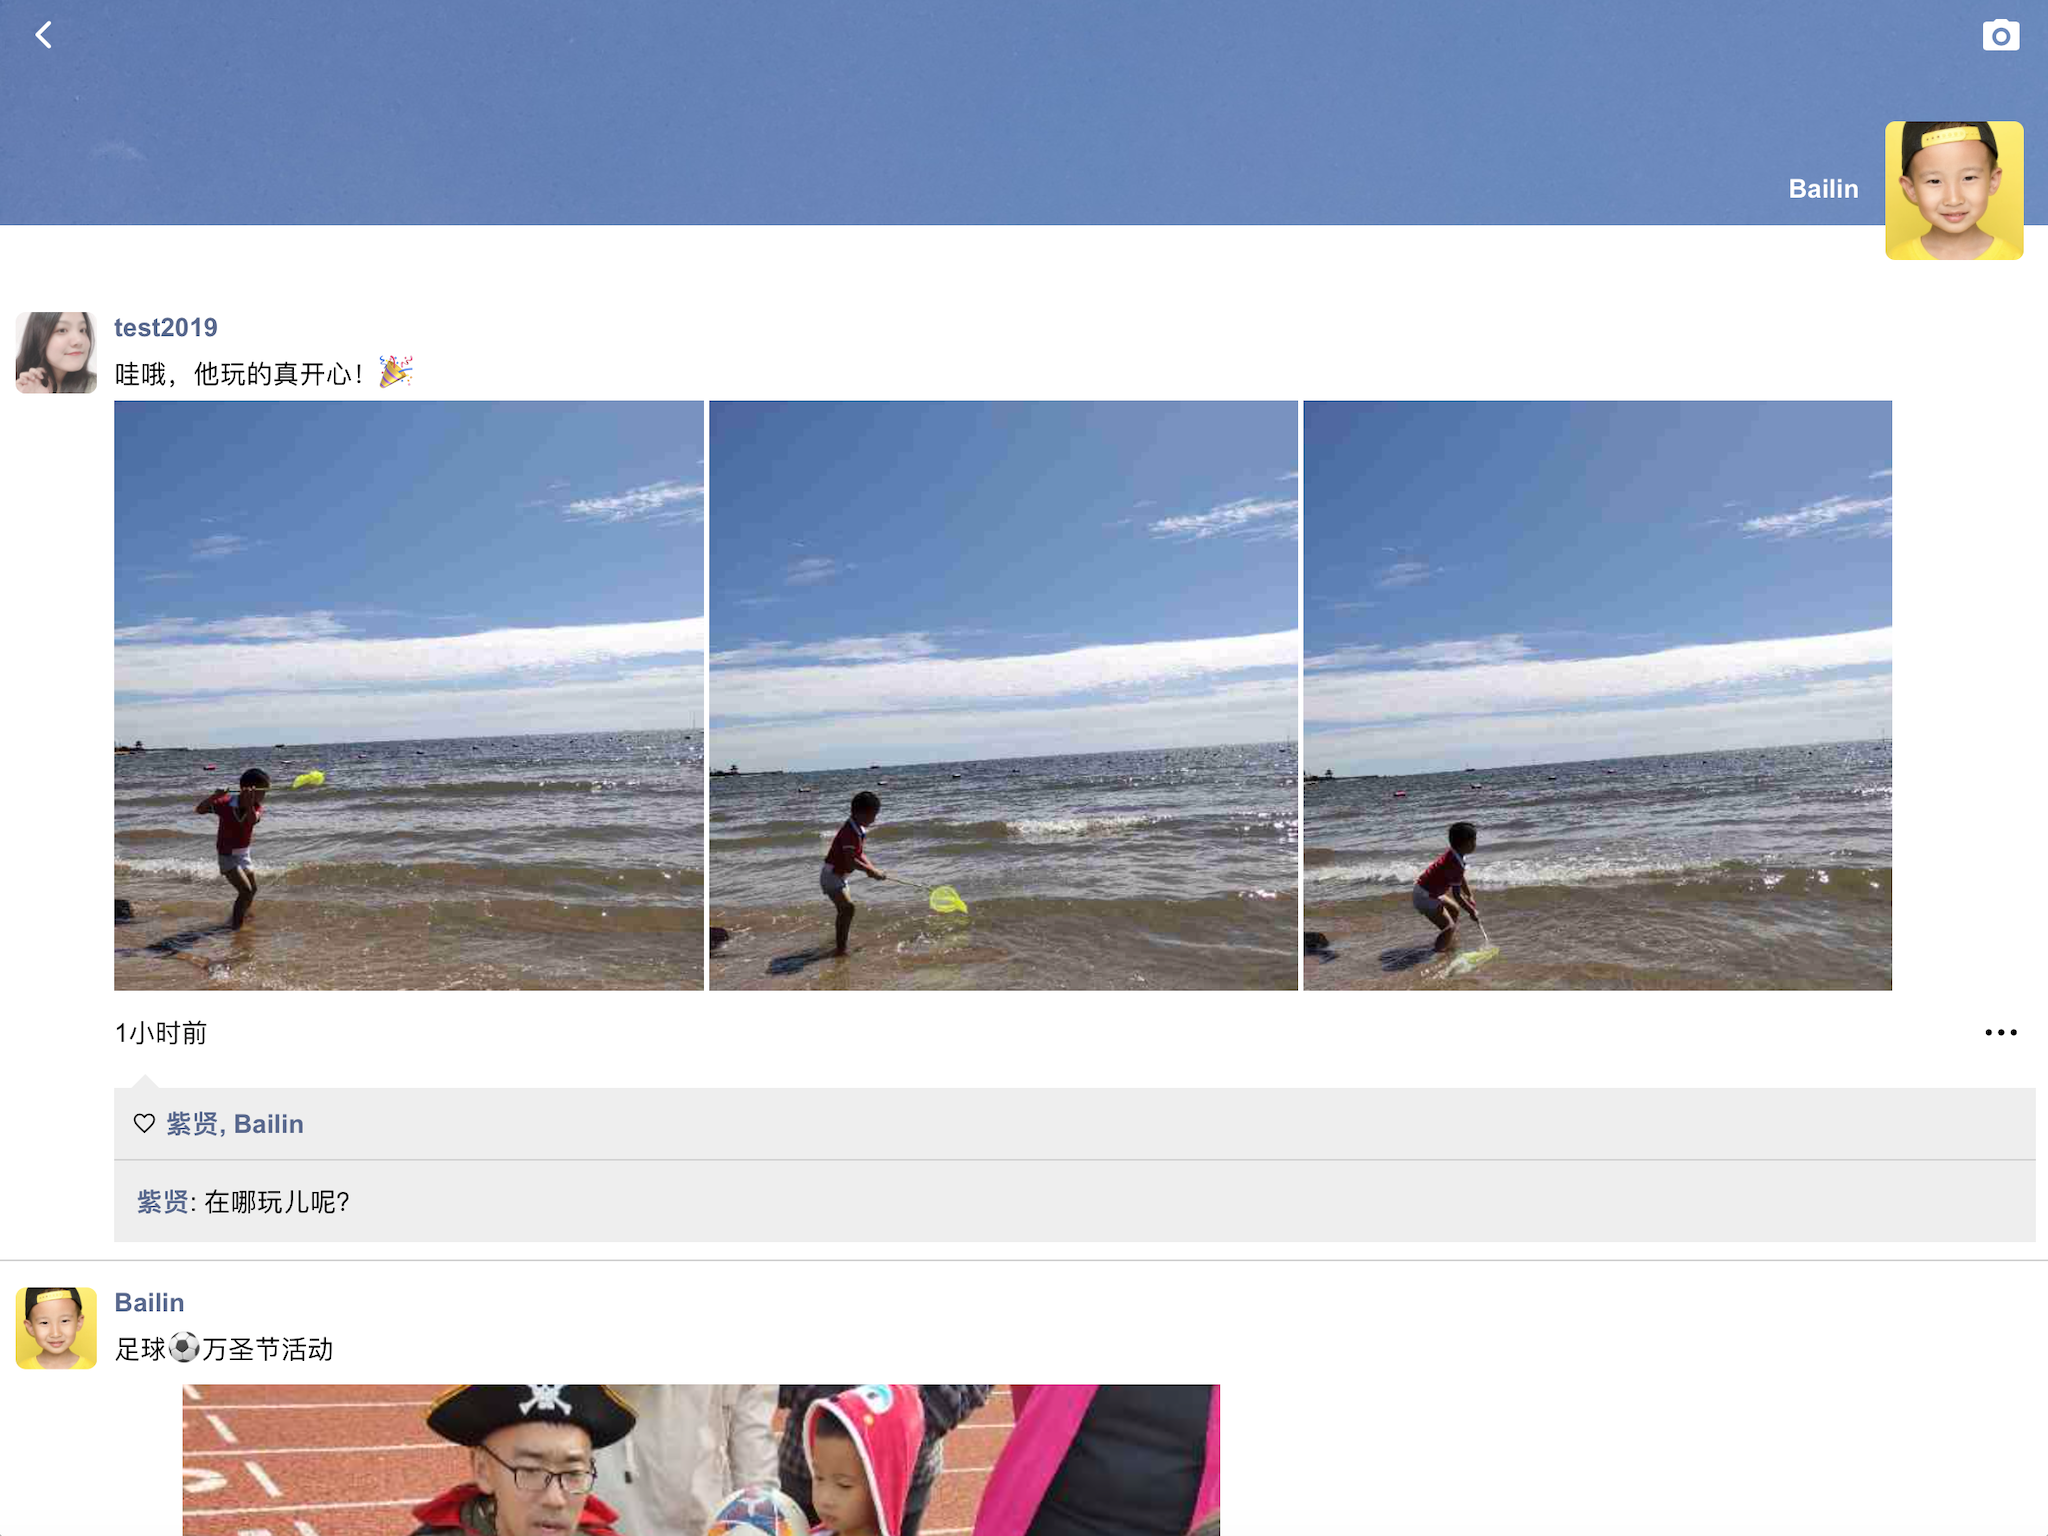 Bailin
test2019
哇哦，他玩的真开心！🎉
1小时前
紫贤, Bailin
紫贤: 在哪玩儿呢？
Bailin
足球⚽万圣节活动